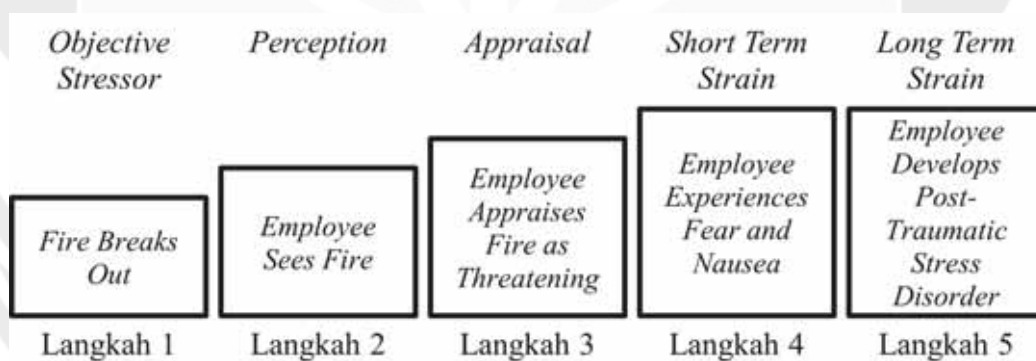 Objective
Stressor
Perception
Appraisal
Short Term
Strain
Long Term
Strain
Fire Breaks
Out
Employee
Sees Fire
Employee
Appraises
Fire as
Threatening
Employee
Experiences
Fear and
Nausea
Employee
Develops
Post-
Traumatic
Stress
Disorder
Langkah 1
Langkah 2
Langkah 3
Langkah 4
Langkah 5